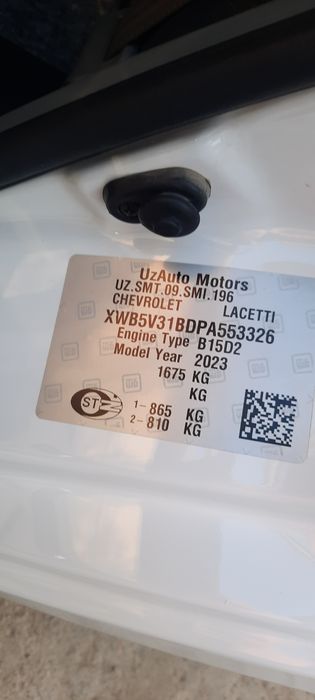 UzAuto Motors
UZ.SMT.09.SMI.196
CHEVROLET LACETTI
XWB5V31BDPA553326
Engine Type B15D2
Model Year 2023
1675 KG
KG
ST
1- 865 KG
2- 810 KG